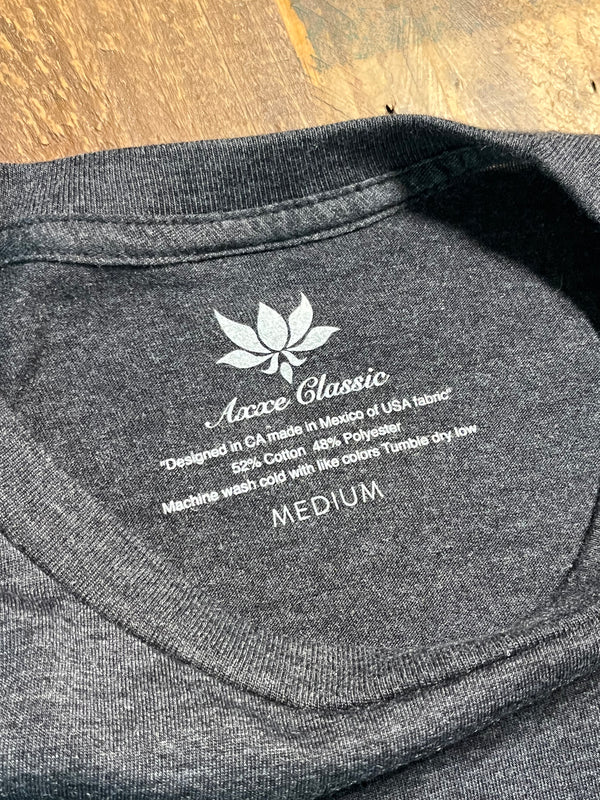 Axxe Classic
"Designed in CA made in Mexico of USA fabric"
52% Cotton 48% Polyester
Machine wash cold with like colors Tumble dry low
MEDIUM